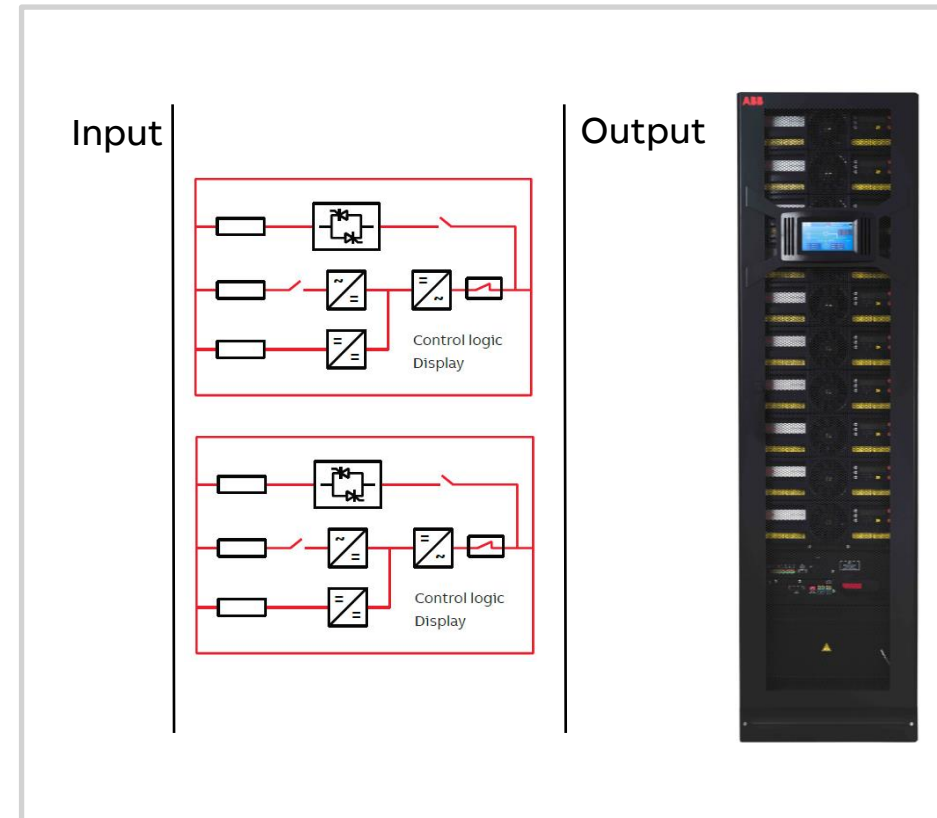 Input
Output
ABB
Control logic
Display
Control logic
Display